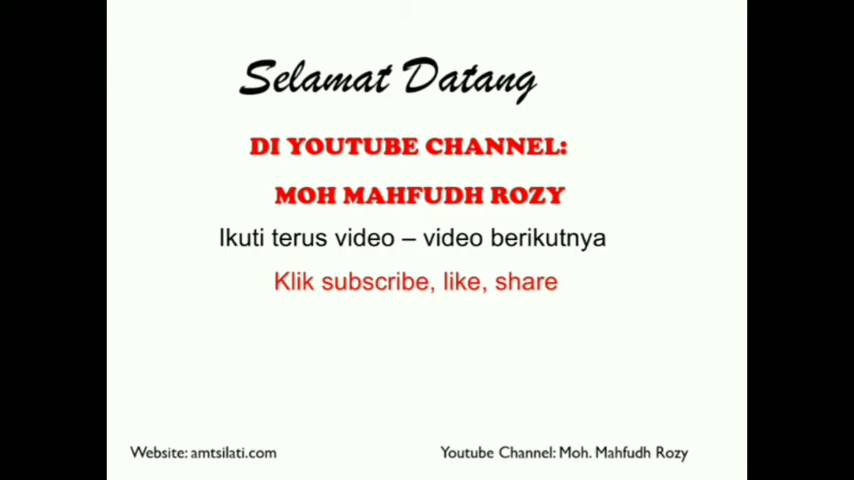 Selamat Datang
DI YOUTUBE CHANNEL:
MOH MAHFUDH ROZY
Ikuti terus video – video berikutnya
Klik subscribe, like, share
Website: amtsilati.com
Youtube Channel: Moh. Mahfudh Rozy